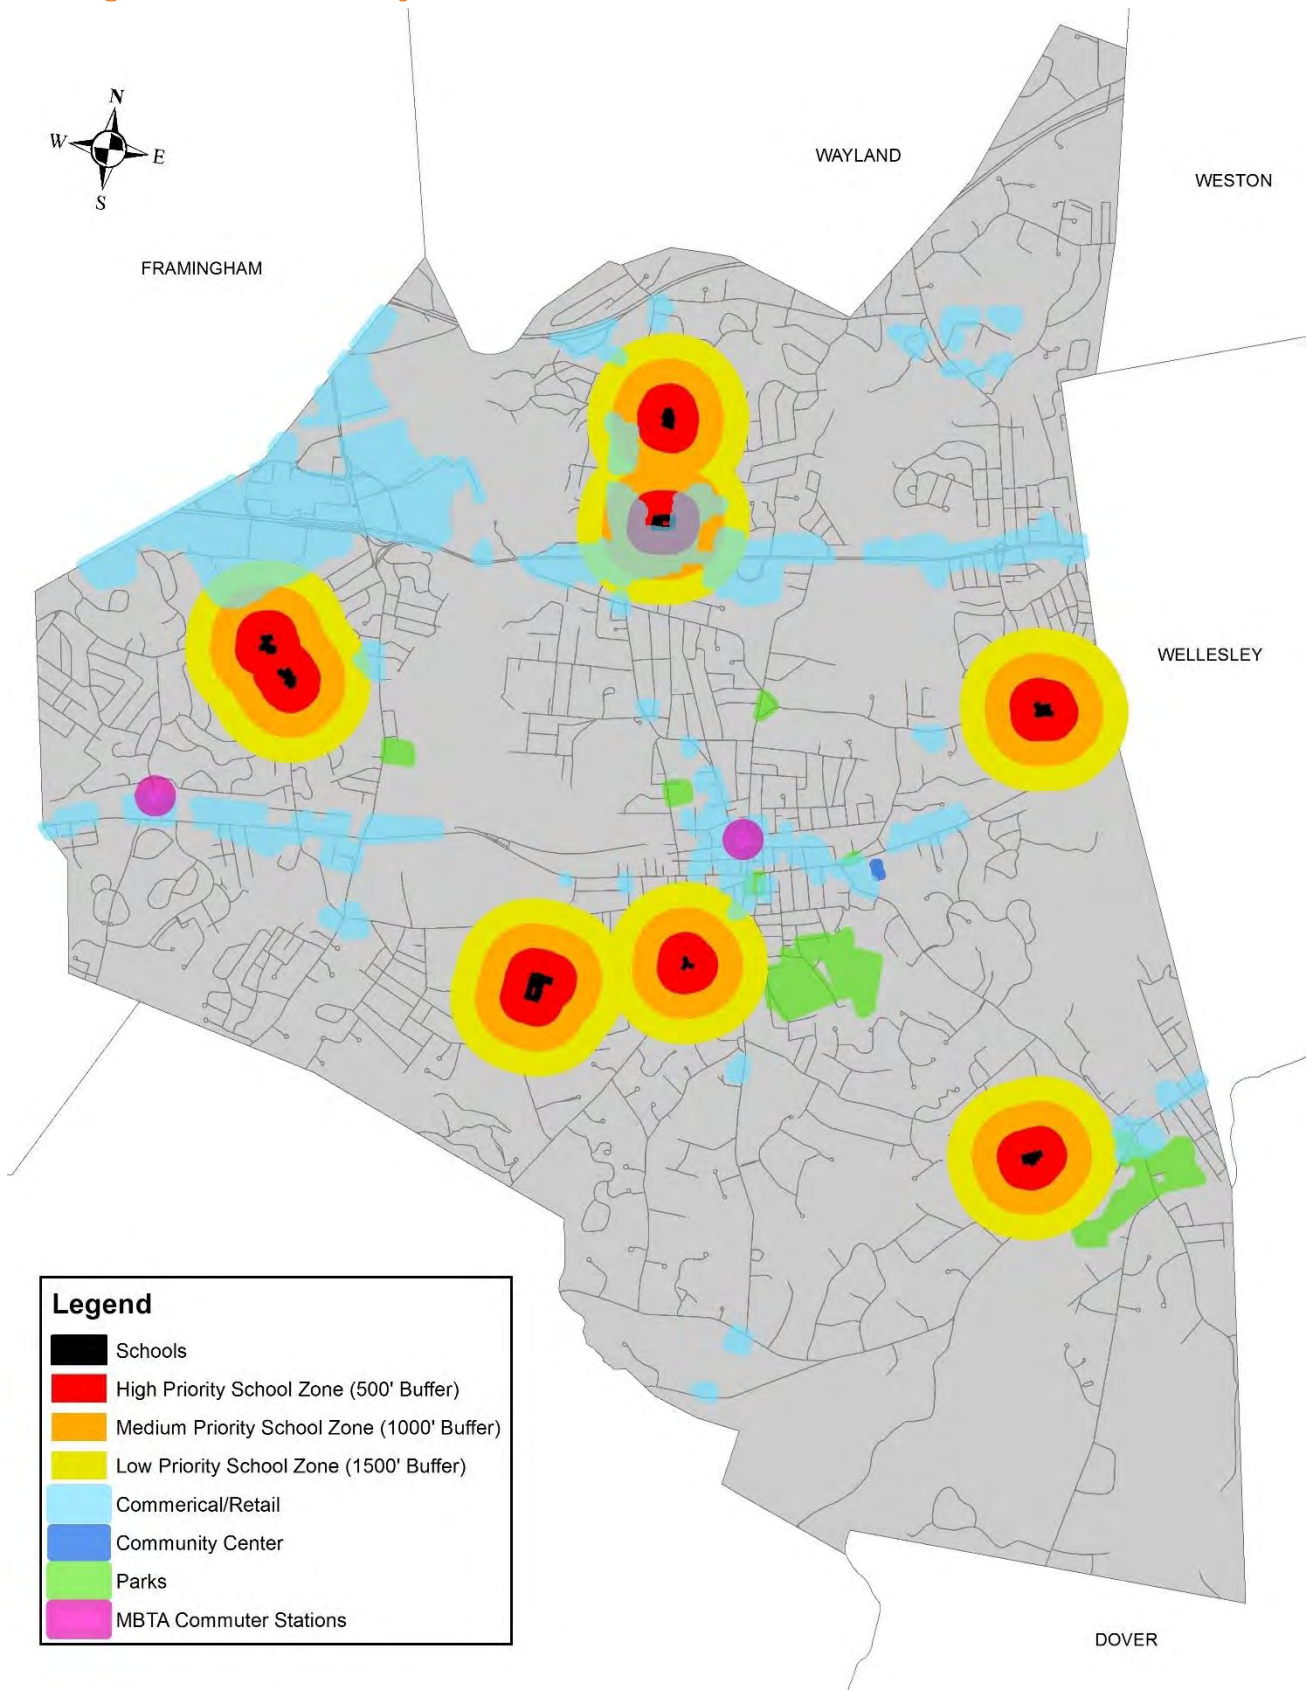 N
W
E
S
WAYLAND
WESTON
FRAMINGHAM
WELLESLEY
Legend
Schools
High Priority School Zone (500' Buffer)
Medium Priority School Zone (1000' Buffer)
Low Priority School Zone (1500' Buffer)
Commerical/Retail
Community Center
Parks
MBTA Commuter Stations
DOVER